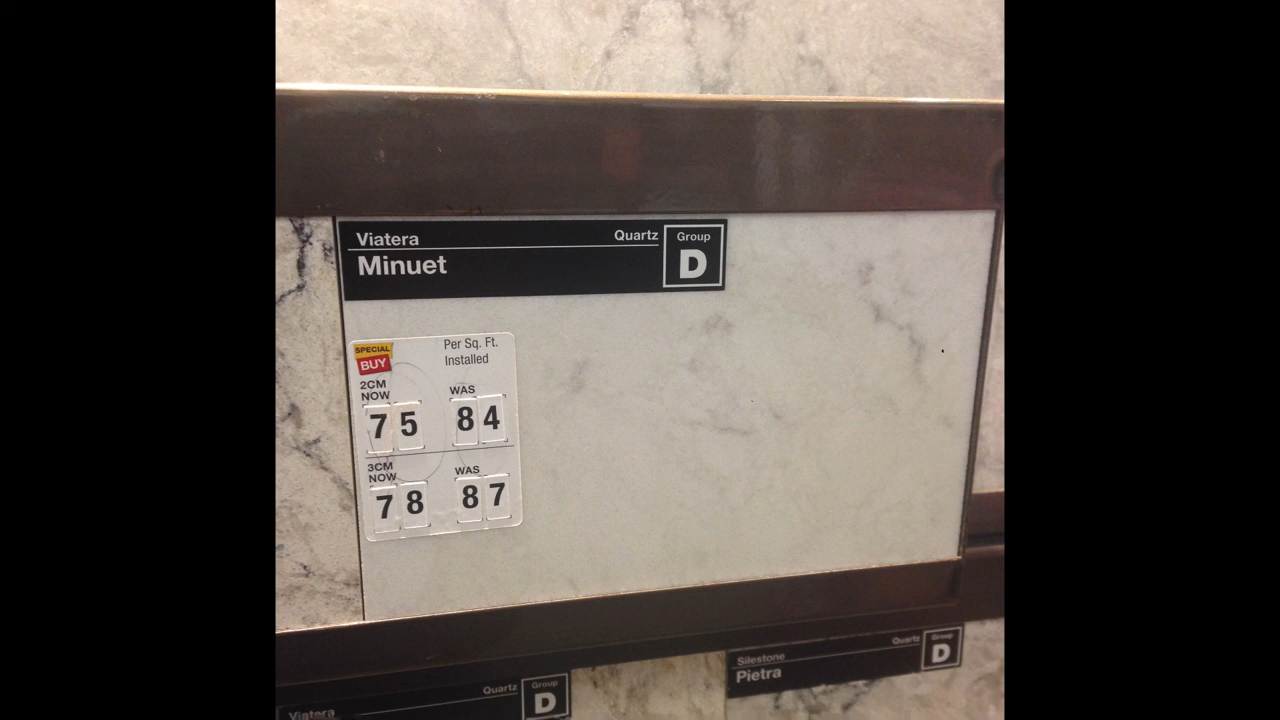 Viatera Quartz Group
Minuet D
SPECIAL
BUY
Per Sq. Ft.
Installed
2CM
NOW WAS
75 84
3CM
NOW WAS
78 87
Silestone Quartz Group
Pietra D
Viatera Quartz Group
D